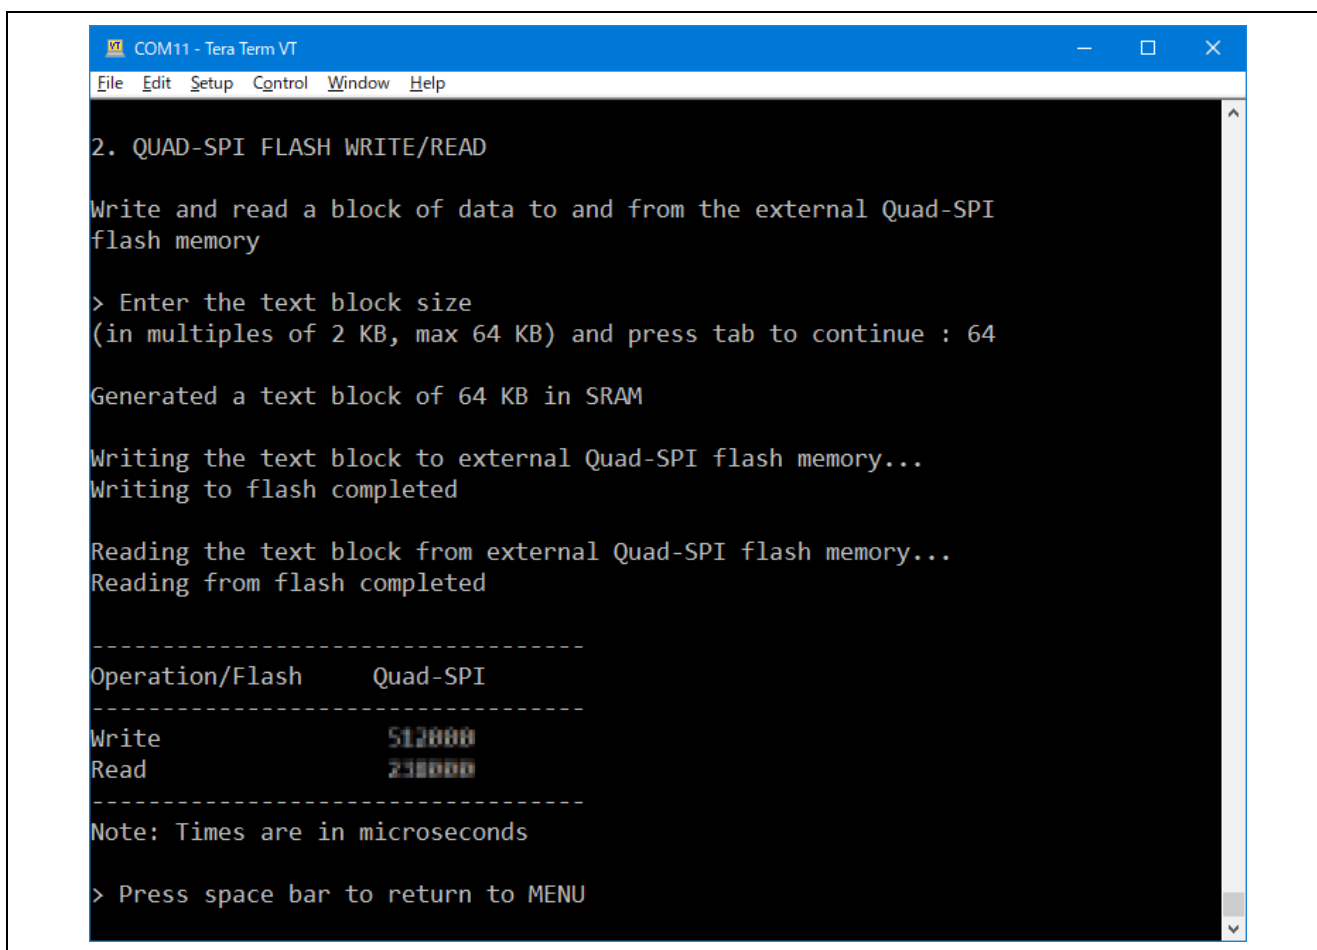 COM11 - Tera Term VT
File Edit Setup Control Window Help
2. QUAD-SPI FLASH WRITE/READ
Write and read a block of data to and from the external Quad-SPI
flash memory
> Enter the text block size
(in multiples of 2 KB, max 64 KB) and press tab to continue : 64
Generated a text block of 64 KB in SRAM
Writing the text block to external Quad-SPI flash memory...
Writing to flash completed
Reading the text block from external Quad-SPI flash memory...
Reading from flash completed
-----------------------------------
Operation/Flash Quad-SPI
-----------------------------------
Write
Read
-----------------------------------
Note: Times are in microseconds
> Press space bar to return to MENU